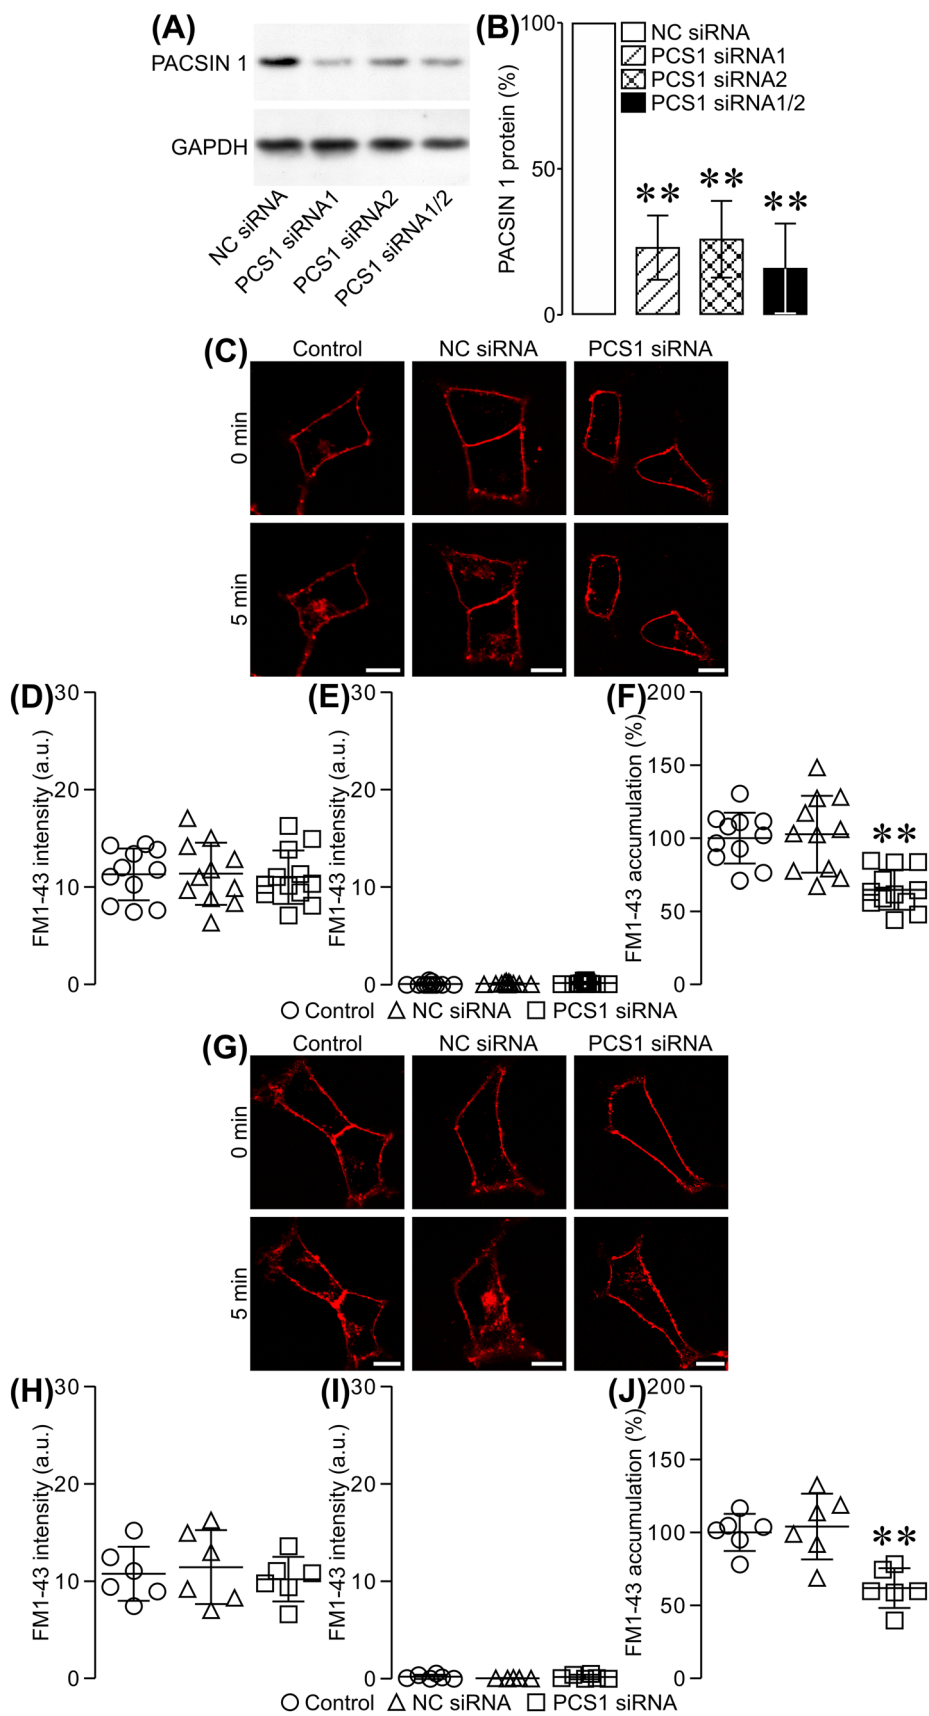 (A)
PACSIN 1
GAPDH
NC siRNA
PCS1 siRNA1
PCS1 siRNA2
PCS1 siRNA1/2
(B)
PACSIN 1 protein (%)
100
50
0
NC siRNA
PCS1 siRNA1
PCS1 siRNA2
PCS1 siRNA1/2
** ** **
(C)
Control NC siRNA PCS1 siRNA
0 min
5 min
(D)
FM1-43 intensity (a.u.)
30
20
10
0
(E)
FM1-43 intensity (a.u.)
30
20
10
0
(F)
FM1-43 accumulation (%)
200
150
100
50
0
**
Control NC siRNA PCS1 siRNA
(G)
Control NC siRNA PCS1 siRNA
0 min
5 min
(H)
FM1-43 intensity (a.u.)
30
20
10
0
(I)
FM1-43 intensity (a.u.)
30
20
10
0
(J)
FM1-43 accumulation (%)
200
150
100
50
0
**
Control NC siRNA PCS1 siRNA